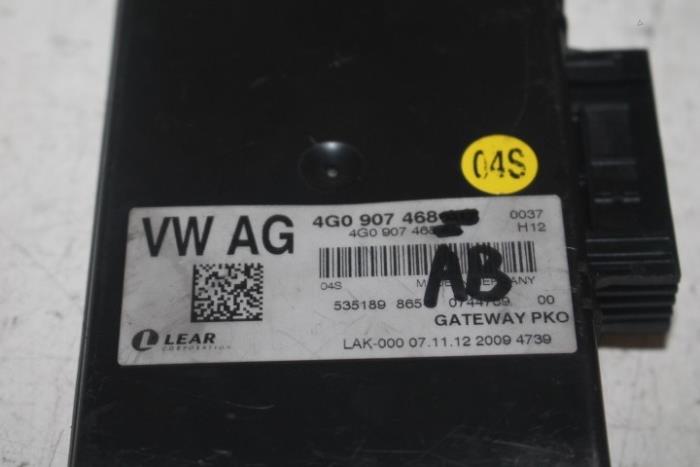 04S
VW AG
4G0 907 468
0037
4G0 907 468
H12
04S
AB
535189 865
00
GATEWAY PKO
LEAR
CORPORATION
LAK-000 07.11.12 2009 4739